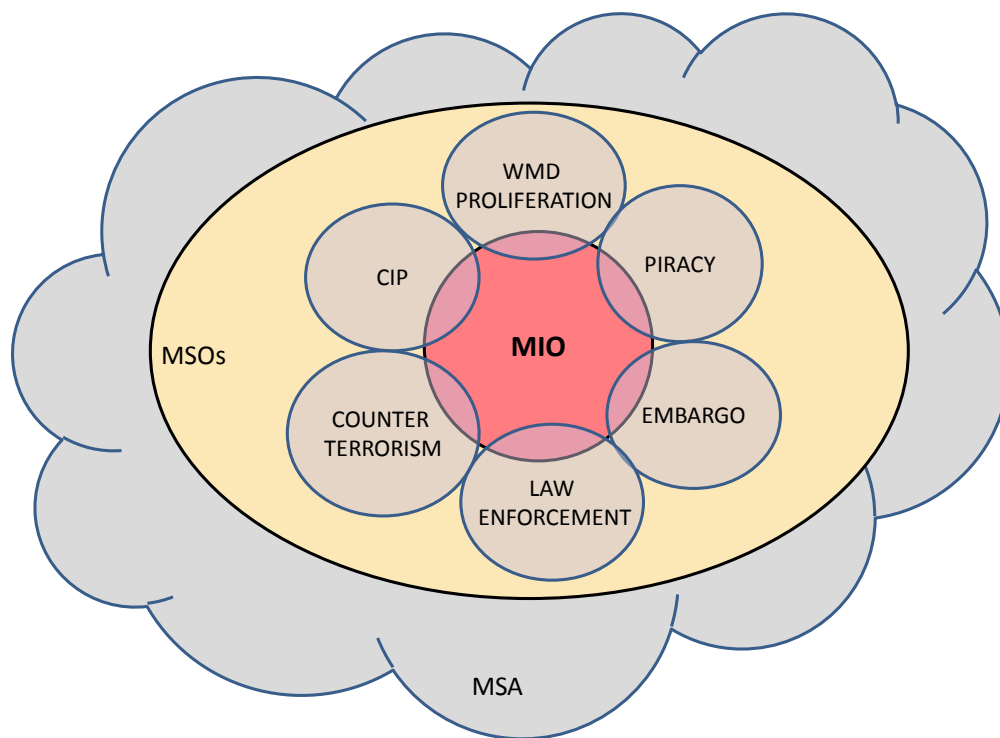 WMD
PROLIFERATION
CIP
PIRACY
MIO
MSOs
COUNTER
TERRORISM
EMBARGO
LAW
ENFORCEMENT
MSA